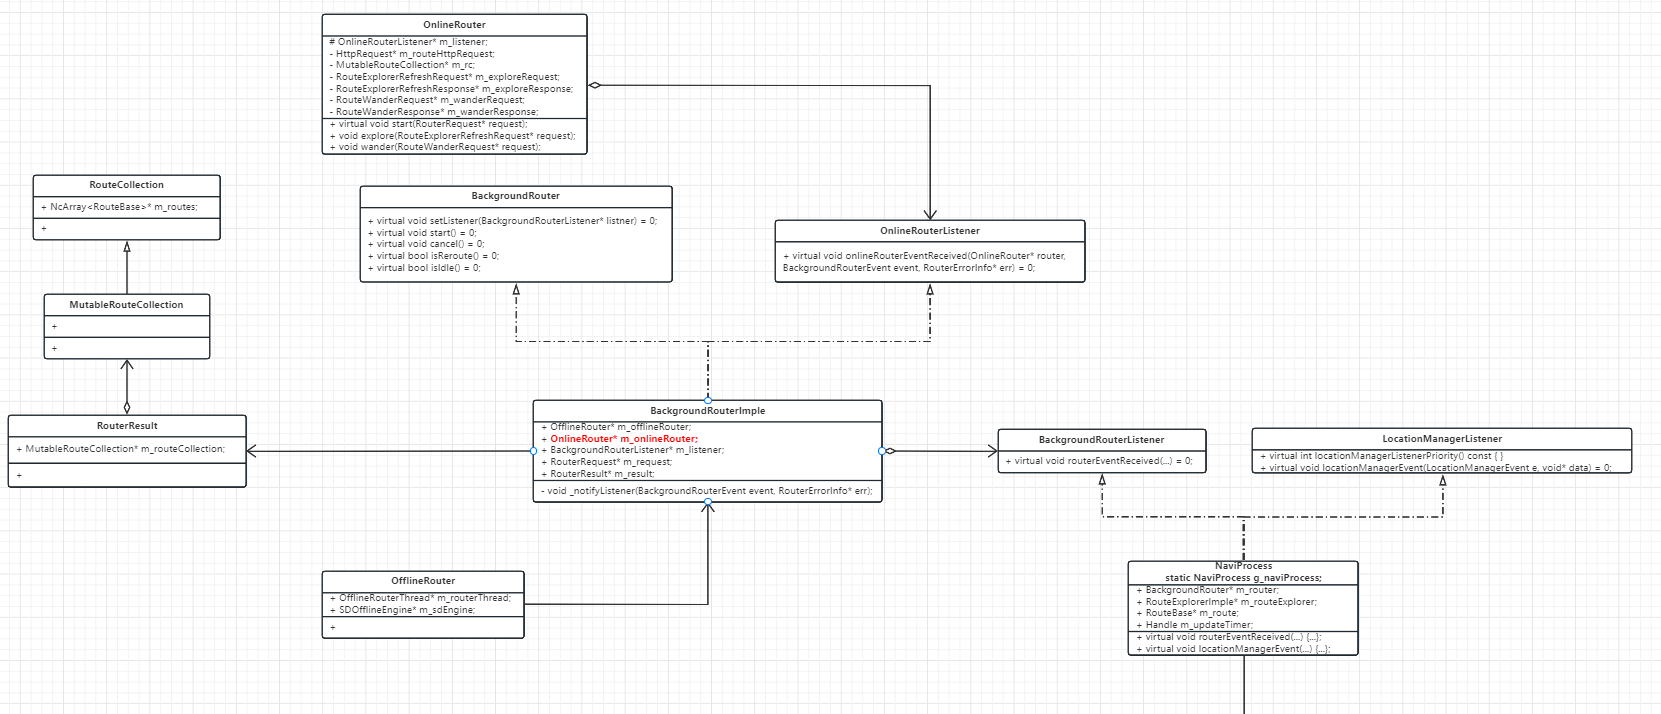 OnlineRouter
# OnlineRouterListener* m_listener;
- HttpRequest* m_routeHttpRequest;
- MutableRouteCollection* m_rc;
- RouteExplorerRefreshRequest* m_exploreRequest;
- RouteExplorerRefreshResponse* m_exploreResponse;
- RouteWanderRequest* m_wanderRequest;
- RouteWanderResponse* m_wanderResponse;
+ virtual void start(RouterRequest* request);
+ void explore(RouteExplorerRefreshRequest* request);
+ void wander(RouteWanderRequest* request);
RouteCollection
+ NcArray<RouteBase>* m_routes;
+
BackgroundRouter
+ virtual void setListener(BackgroundRouterListener* listner) = 0;
+ virtual void start() = 0;
+ virtual void cancel() = 0;
+ virtual bool isReroute() = 0;
+ virtual bool isIdle() = 0;
OnlineRouterListener
+ virtual void onlineRouterEventReceived(OnlineRouter* router,
BackgroundRouterEvent event, RouterErrorInfo* err) = 0;
MutableRouteCollection
+
+
RouterResult
+ MutableRouteCollection* m_routeCollection;
+
BackgroundRouterImple
+ OfflineRouter* m_offlineRouter;
+ OnlineRouter* m_onlineRouter;
+ BackgroundRouterListener* m_listener;
+ RouterRequest* m_request;
+ RouterResult* m_result;
- void _notifyListener(BackgroundRouterEvent event, RouterErrorInfo* err);
BackgroundRouterListener
+ virtual void routerEventReceived(...) = 0;
LocationManagerListener
+ virtual int locationManagerListenerPriority() const { }
+ virtual void locationManagerEvent(LocationManagerEvent e, void* data) = 0;
OfflineRouter
+ OfflineRouterThread* m_routerThread;
+ SDOfflineEngine* m_sdEngine;
+
NaviProcess
static NaviProcess g_naviProcess;
+ BackgroundRouter* m_router;
+ RouteExplorerImple* m_routeExplorer;
+ RouteBase* m_route;
+ Handle m_updateTimer;
+ virtual void routerEventReceived(...) {...};
+ virtual void locationManagerEvent(...) {...};